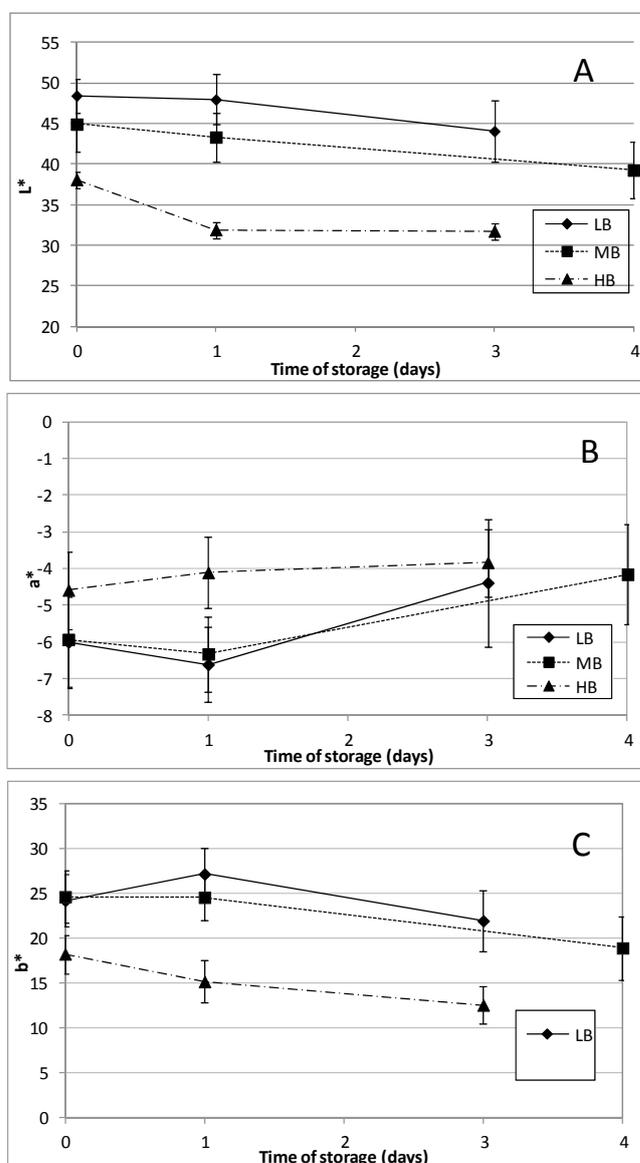 A
55
50
45
40
35
30
25
20
L*
LB
MB
HB
0 1 2 3 4
Time of storage (days)
B
0
-1
-2
-3
-4
-5
-6
-7
-8
a*
LB
MB
HB
0 1 2 3 4
Time of storage (days)
C
35
30
25
20
15
10
5
0
b*
LB
0 1 2 3 4
Time of storage (days)